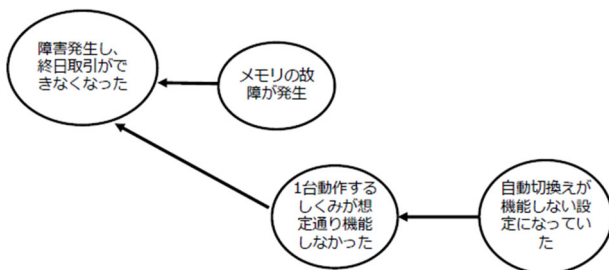 障害発生し、
終日取引がで
きなくなった
メモリの故
障が発生
1台動作する
しくみが想
定通り機能
しなかった
自動切換えが
機能しない設
定になってい
た